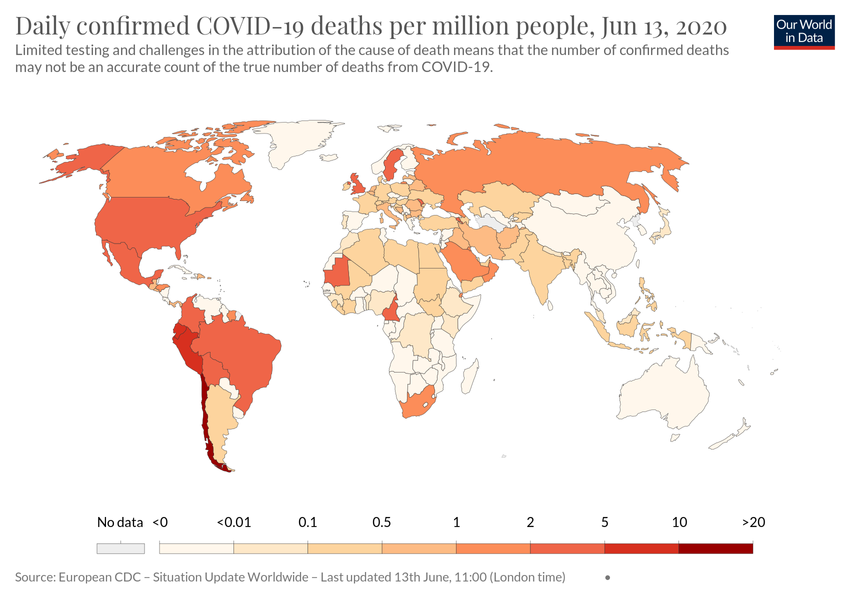 Daily confirmed COVID-19 deaths per million people, Jun 13, 2020
Our World
in Data
Limited testing and challenges in the attribution of the cause of death means that the number of confirmed deaths
may not be an accurate count of the true number of deaths from COVID-19.
No data <0 <0.01 0.1 0.5 1 2 5 10 >20
Source: European CDC – Situation Update Worldwide – Last updated 13th June, 11:00 (London time) •